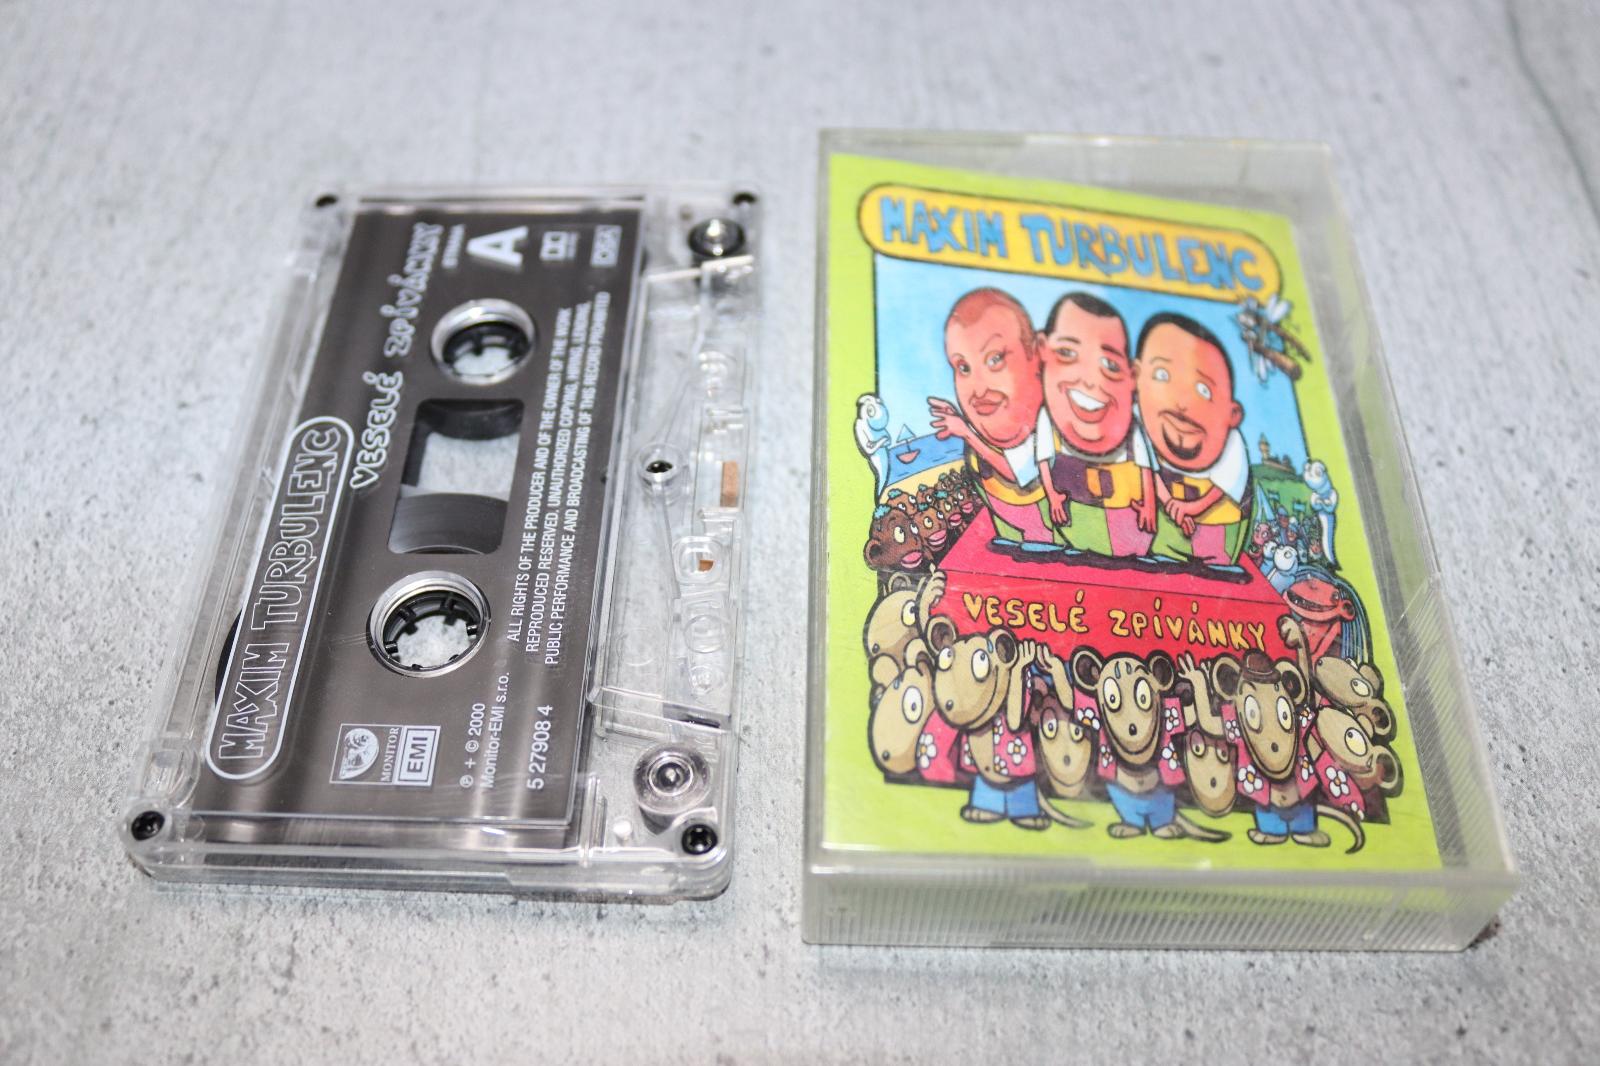 MAXIM TURBULENC
VESELÉ ZPÍVÁNKY
STRANA
A
ALL RIGHTS OF THE PRODUCER AND OF THE OWNER OF THE WORK
REPRODUCED RESERVED. UNAUTHORIZED COPYING, HIRING, LENDING,
PUBLIC PERFORMANCE AND BROADCASTING OF THIS RECORD PROHIBITED
MONITOR
EMI
℗ + © 2000
Monitor-EMI s.r.o.
5 27908 4
OSA
MAXIM TURBULENC
VESELÉ ZPÍVÁNKY